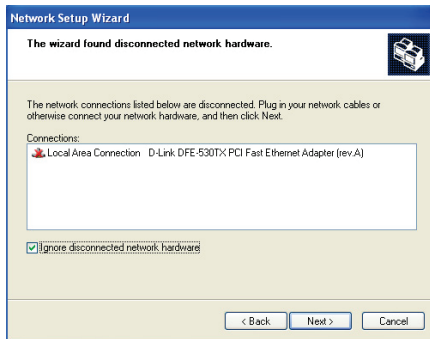 Network Setup Wizard
The wizard found disconnected network hardware.
The network connections listed below are disconnected. Plug in your network cables or
otherwise connect your network hardware, and then click Next.
Connections:
Local Area Connection D-Link DFE-530TX PCI Fast Ethernet Adapter (rev.A)
Ignore disconnected network hardware
< Back Next > Cancel